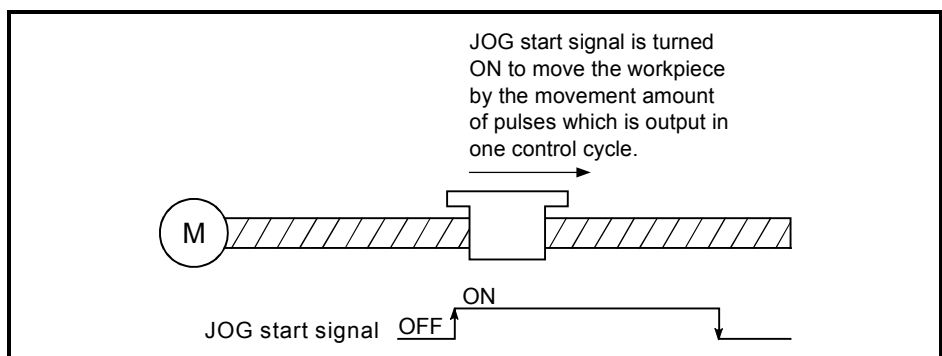 JOG start signal is turned
ON to move the workpiece
by the movement amount
of pulses which is output in
one control cycle.
M
ON
JOG start signal OFF